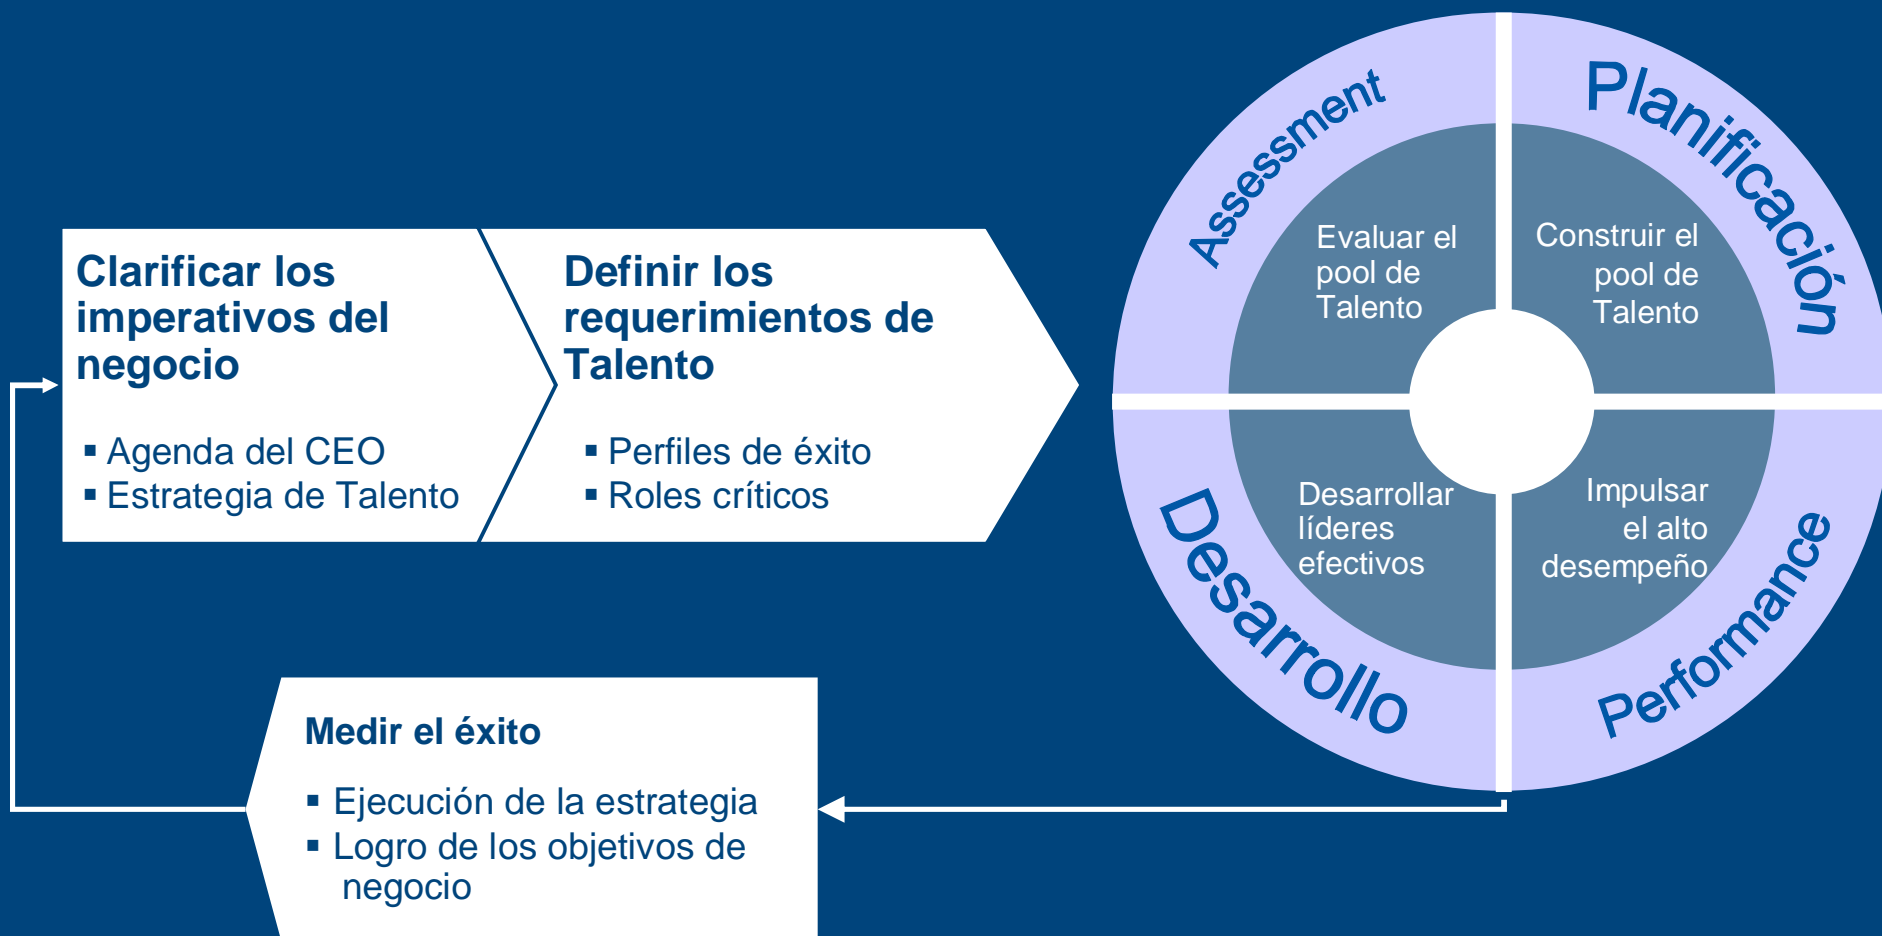 Clarificar los
imperativos del
negocio
▪ Agenda del CEO
▪ Estrategia de Talento
Definir los
requerimientos de
Talento
▪ Perfiles de éxito
▪ Roles críticos
Assessment
Evaluar el
pool de
Talento
Planificación
Construir el
pool de
Talento
Desarrollo
Desarrollar
líderes
efectivos
Performance
Impulsar
el alto
desempeño
Medir el éxito
▪ Ejecución de la estrategia
▪ Logro de los objetivos de
negocio